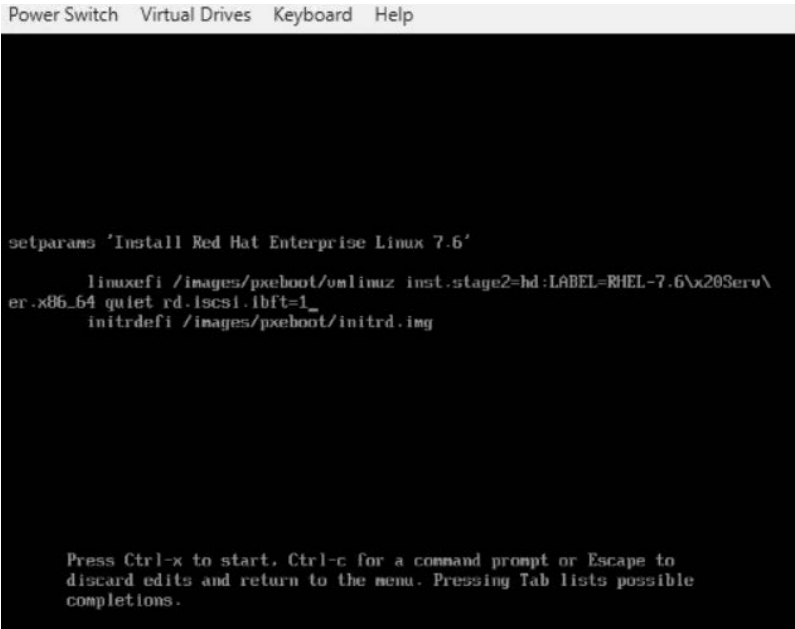 Power Switch Virtual Drives Keyboard Help
setparams 'Install Red Hat Enterprise Linux 7.6'
linuxefi /images/pxeboot/vmlinuz inst.stage2=hd:LABEL=RHEL-7.6\x20Serv\
er.x86_64 quiet rd.iscsi.ibft=1_
initrdefi /images/pxeboot/initrd.img
Press Ctrl-x to start, Ctrl-c for a command prompt or Escape to
discard edits and return to the menu. Pressing Tab lists possible
completions.